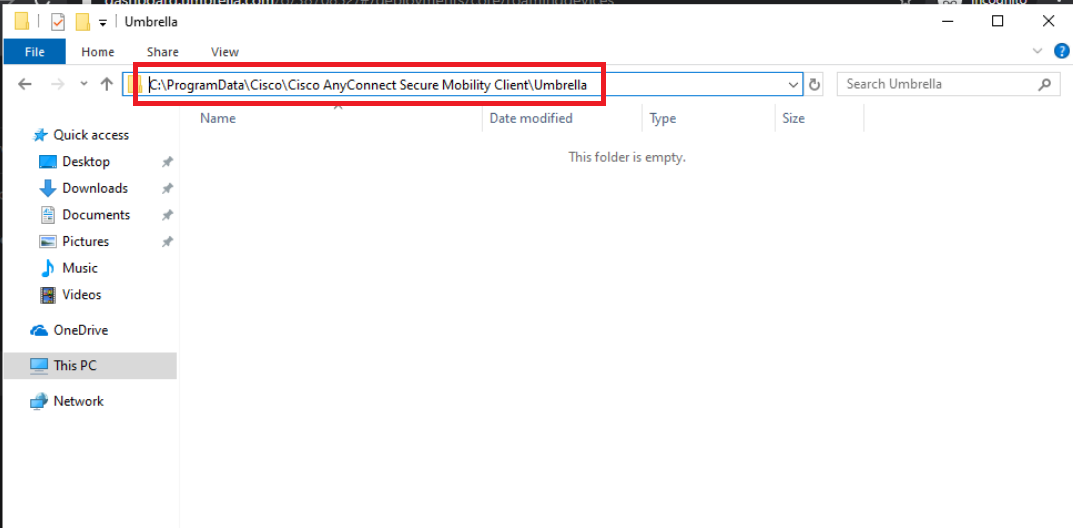 Umbrella
File Home Share View
C:\ProgramData\Cisco\Cisco AnyConnect Secure Mobility Client\Umbrella
Search Umbrella
Name Date modified Type Size
This folder is empty.
Quick access
Desktop
Downloads
Documents
Pictures
Music
Videos
OneDrive
This PC
Network